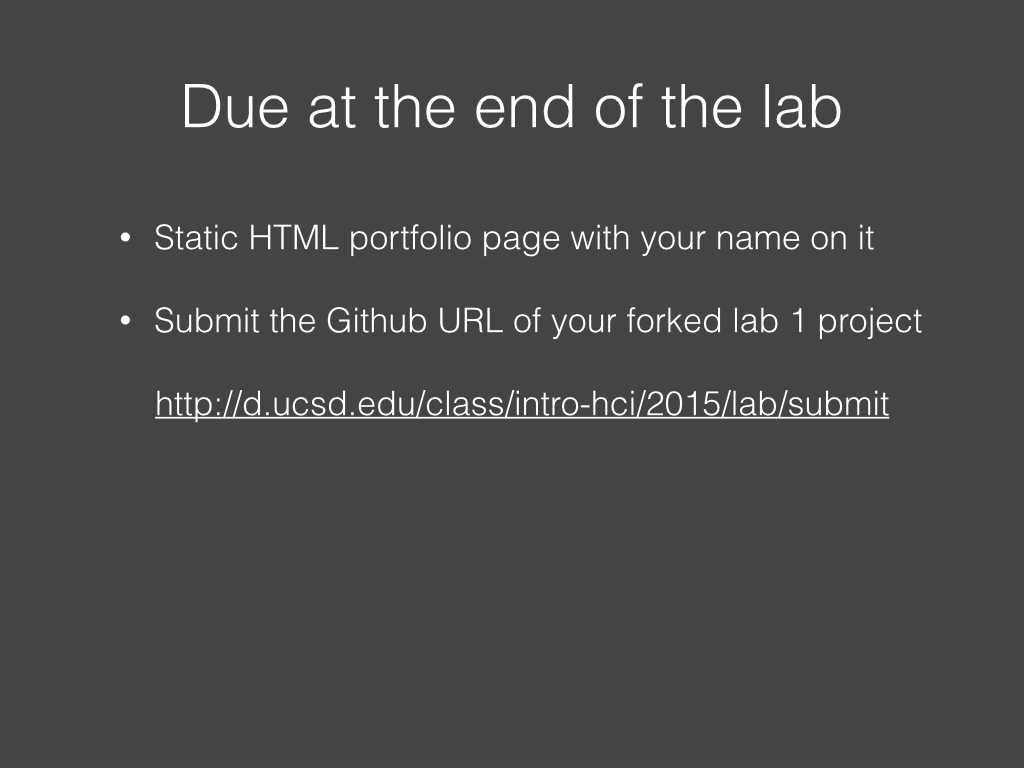 Due at the end of the lab
• Static HTML portfolio page with your name on it
• Submit the Github URL of your forked lab 1 project
http://d.ucsd.edu/class/intro-hci/2015/lab/submit